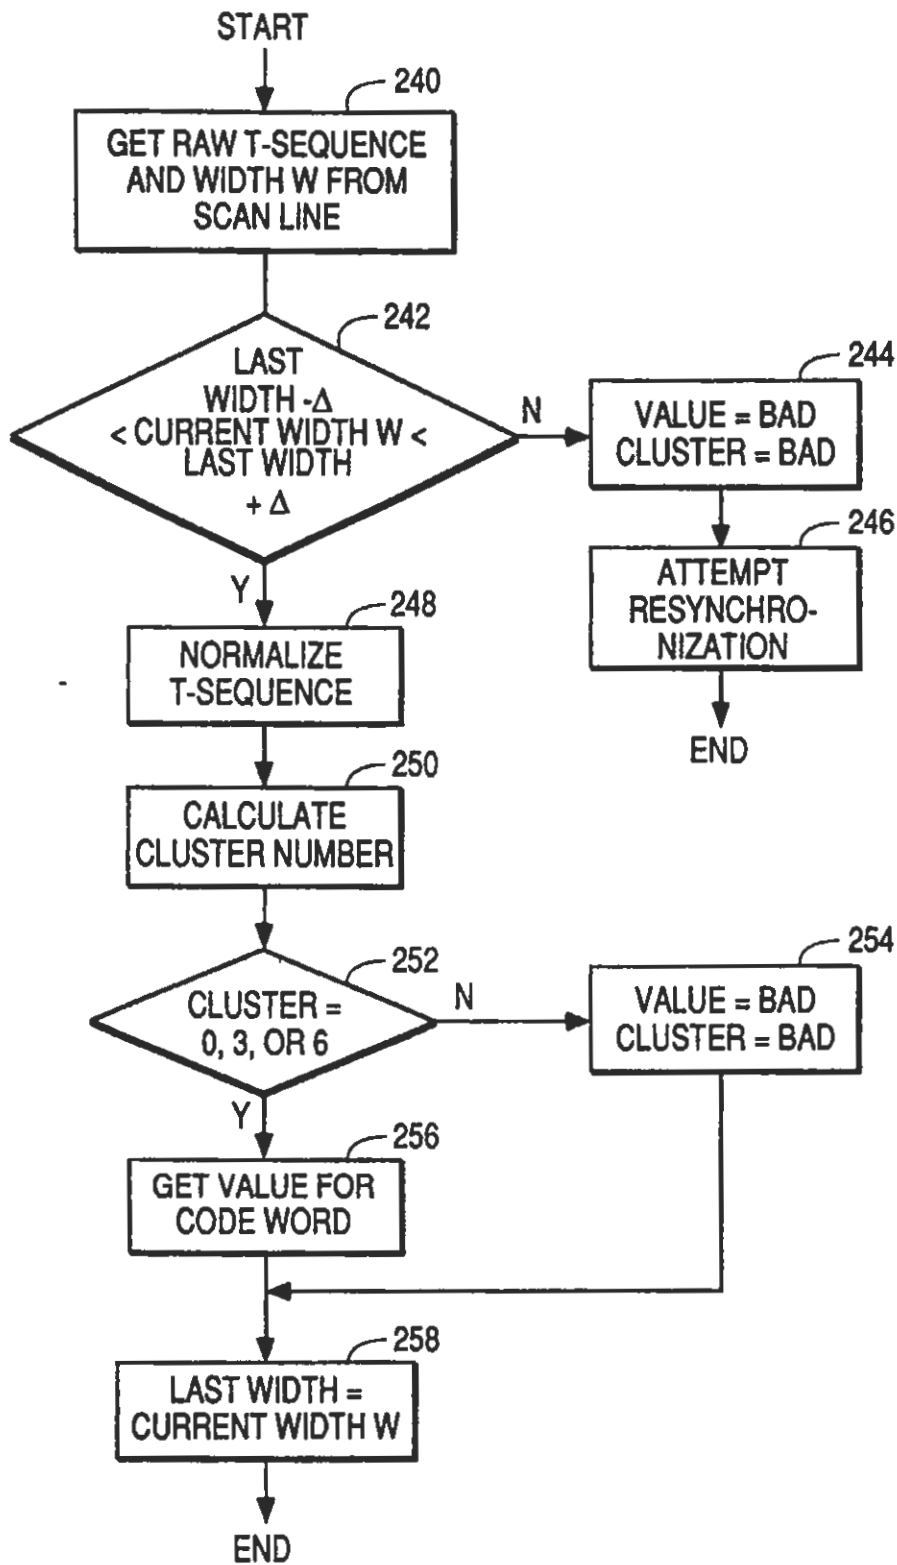 START
240
GET RAW T-SEQUENCE
AND WIDTH W FROM
SCAN LINE
242
LAST
WIDTH -Δ
< CURRENT WIDTH W <
LAST WIDTH
+ Δ
N
244
VALUE = BAD
CLUSTER = BAD
246
ATTEMPT
RESYNCHRO-
NIZATION
END
Y
248
NORMALIZE
T-SEQUENCE
250
CALCULATE
CLUSTER NUMBER
252
CLUSTER =
0, 3, OR 6
N
254
VALUE = BAD
CLUSTER = BAD
Y
256
GET VALUE FOR
CODE WORD
258
LAST WIDTH =
CURRENT WIDTH W
END